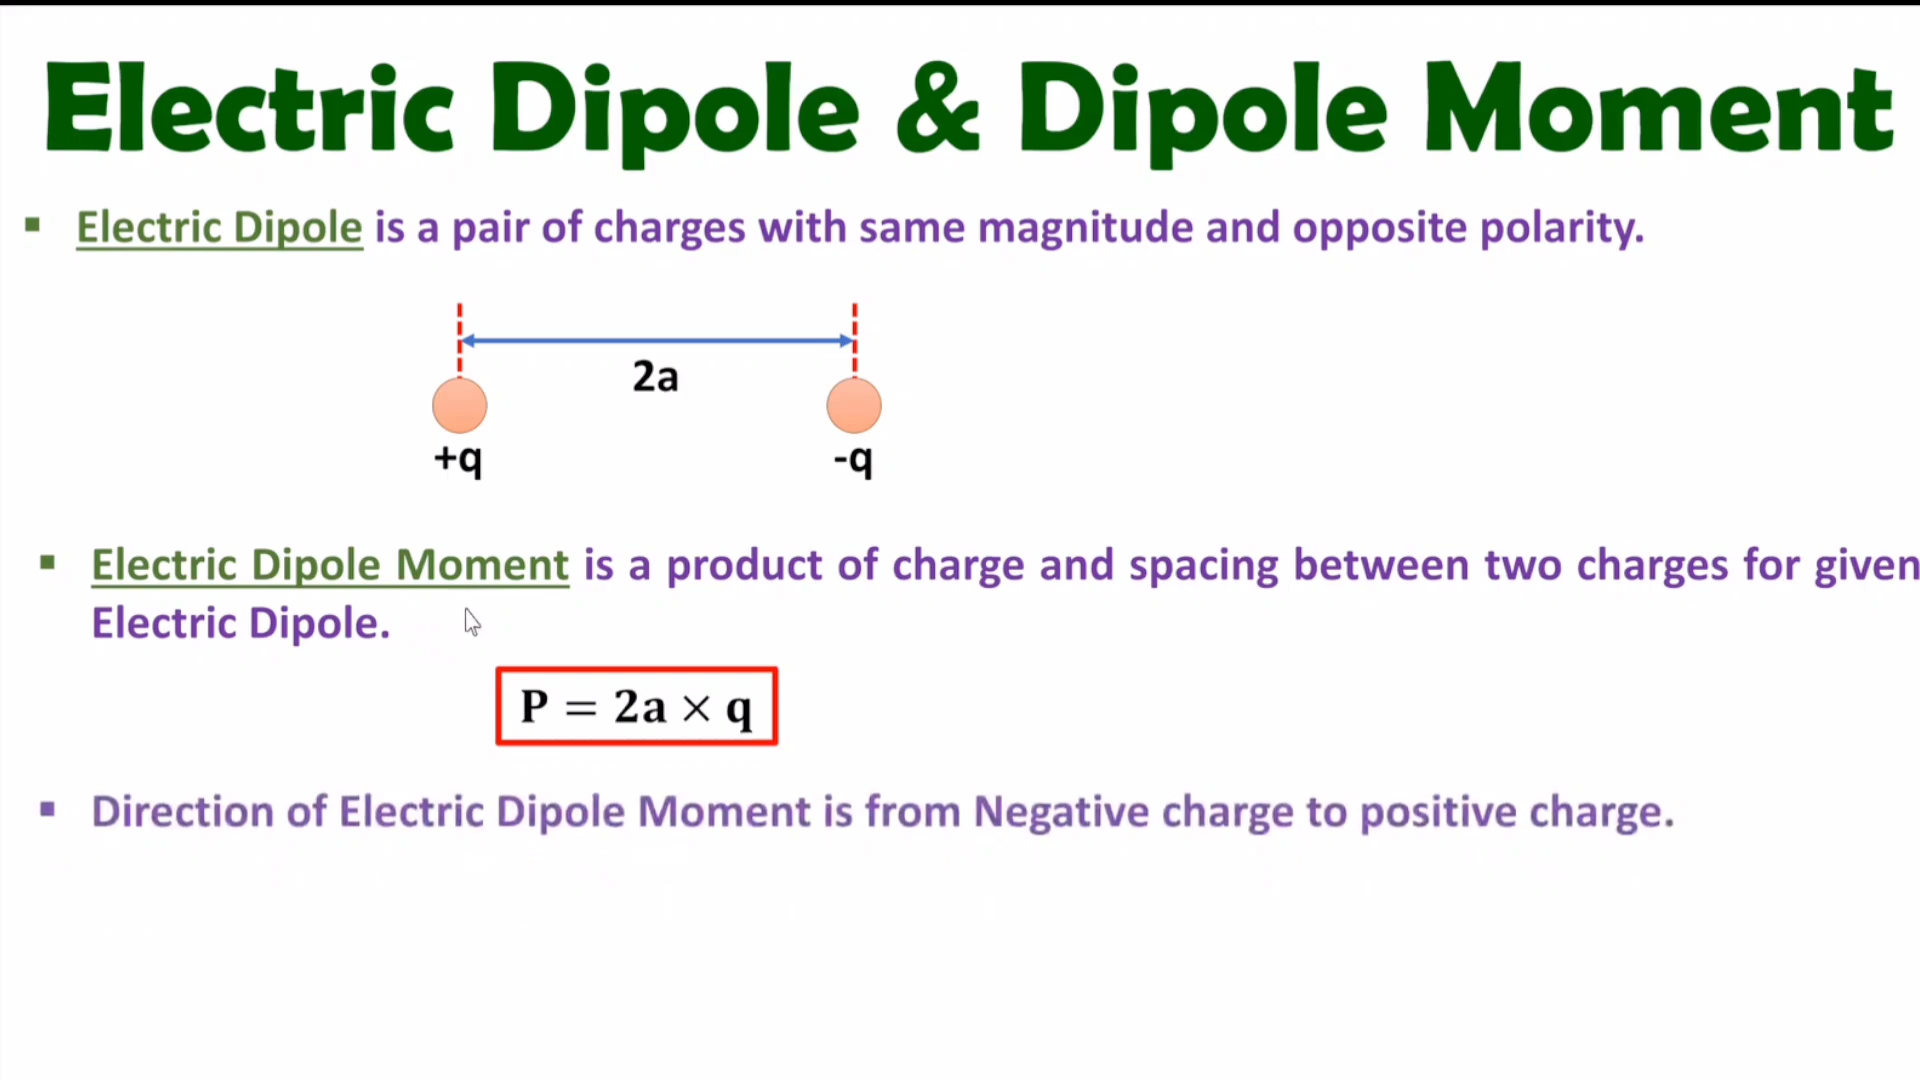 Electric Dipole & Dipole Moment
▪ Electric Dipole is a pair of charges with same magnitude and opposite polarity.
2a
+q -q
▪ Electric Dipole Moment is a product of charge and spacing between two charges for given
Electric Dipole.
P = 2a × q
▪ Direction of Electric Dipole Moment is from Negative charge to positive charge.